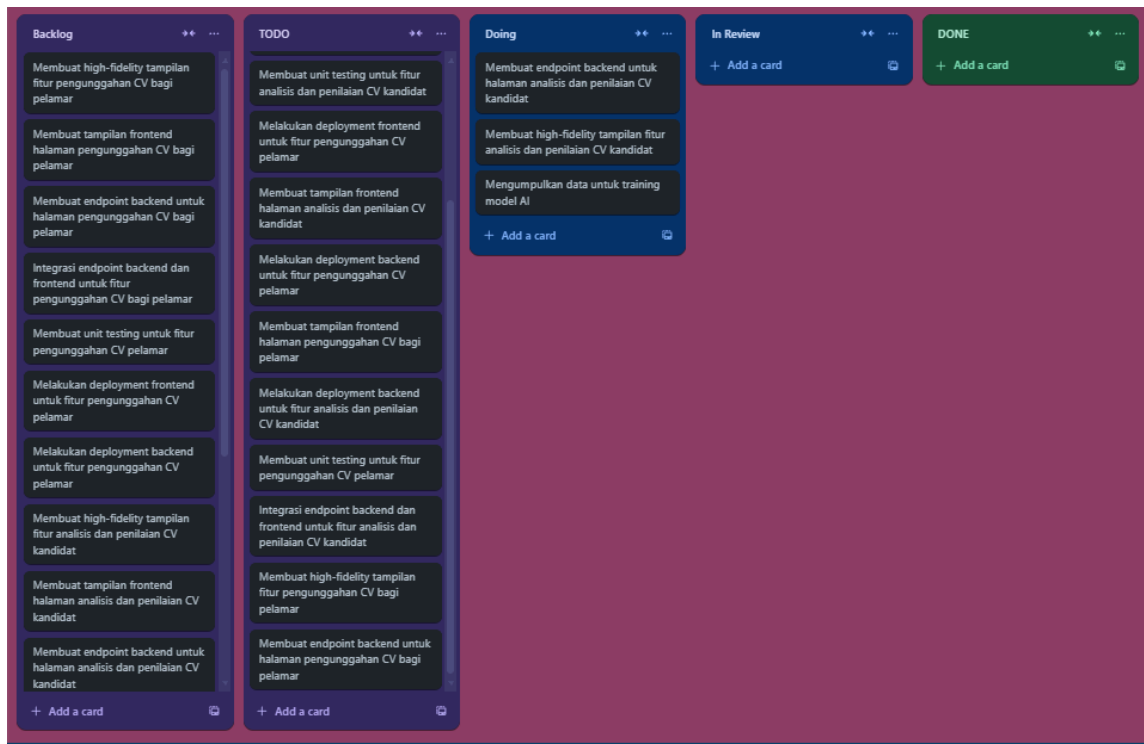 Backlog
Membuat high-fidelity tampilan
fitur pengunggahan CV bagi
pelamar
Membuat tampilan frontend
halaman pengunggahan CV bagi
pelamar
Membuat endpoint backend untuk
halaman pengunggahan CV bagi
pelamar
Integrasi endpoint backend dan
frontend untuk fitur
pengunggahan CV bagi pelamar
Membuat unit testing untuk fitur
pengunggahan CV pelamar
Melakukan deployment frontend
untuk fitur pengunggahan CV
pelamar
Melakukan deployment backend
untuk fitur pengunggahan CV
pelamar
Membuat high-fidelity tampilan
fitur analisis dan penilaian CV
kandidat
Membuat tampilan frontend
halaman analisis dan penilaian CV
kandidat
Membuat endpoint backend untuk
halaman analisis dan penilaian CV
kandidat
+ Add a card
TODO
Membuat unit testing untuk fitur
analisis dan penilaian CV kandidat
Melakukan deployment frontend
untuk fitur pengunggahan CV
pelamar
Membuat tampilan frontend
halaman analisis dan penilaian CV
kandidat
Melakukan deployment backend
untuk fitur pengunggahan CV
pelamar
Membuat tampilan frontend
halaman pengunggahan CV bagi
pelamar
Melakukan deployment backend
untuk fitur analisis dan penilaian
CV kandidat
Membuat unit testing untuk fitur
pengunggahan CV pelamar
Integrasi endpoint backend dan
frontend untuk fitur analisis dan
penilaian CV kandidat
Membuat high-fidelity tampilan
fitur pengunggahan CV bagi
pelamar
Membuat endpoint backend untuk
halaman pengunggahan CV bagi
pelamar
+ Add a card
Doing
Membuat endpoint backend untuk
halaman analisis dan penilaian CV
kandidat
Membuat high-fidelity tampilan fitur
analisis dan penilaian CV kandidat
Mengumpulkan data untuk training
model AI
+ Add a card
In Review
+ Add a card
DONE
+ Add a card